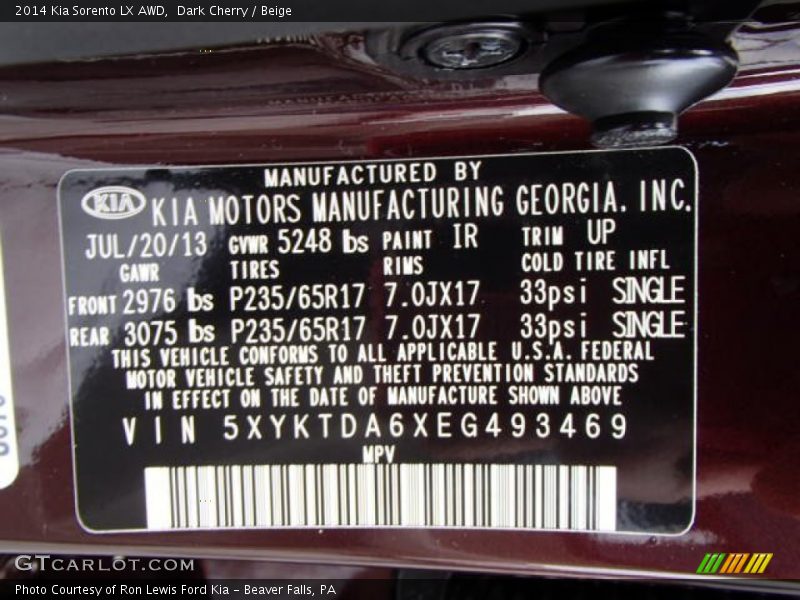 2014 Kia Sorento LX AWD, Dark Cherry / Beige
MANUFACTURED BY
KIA KIA MOTORS MANUFACTURING GEORGIA. INC.
JUL/20/13 GVWR 5248 lbs PAINT IR TRIM UP
GAWR TIRES RIMS COLD TIRE INFL
FRONT 2976 lbs P235/65R17 7.0JX17 33psi SINGLE
REAR 3075 lbs P235/65R17 7.0JX17 33psi SINGLE
THIS VEHICLE CONFORMS TO ALL APPLICABLE U.S.A. FEDERAL
MOTOR VEHICLE SAFETY AND THEFT PREVENTION STANDARDS
IN EFFECT ON THE DATE OF MANUFACTURE SHOWN ABOVE
VIN 5XYKTDA6XEG493469
MPV
GTCARLOT.COM
Photo Courtesy of Ron Lewis Ford Kia - Beaver Falls, PA